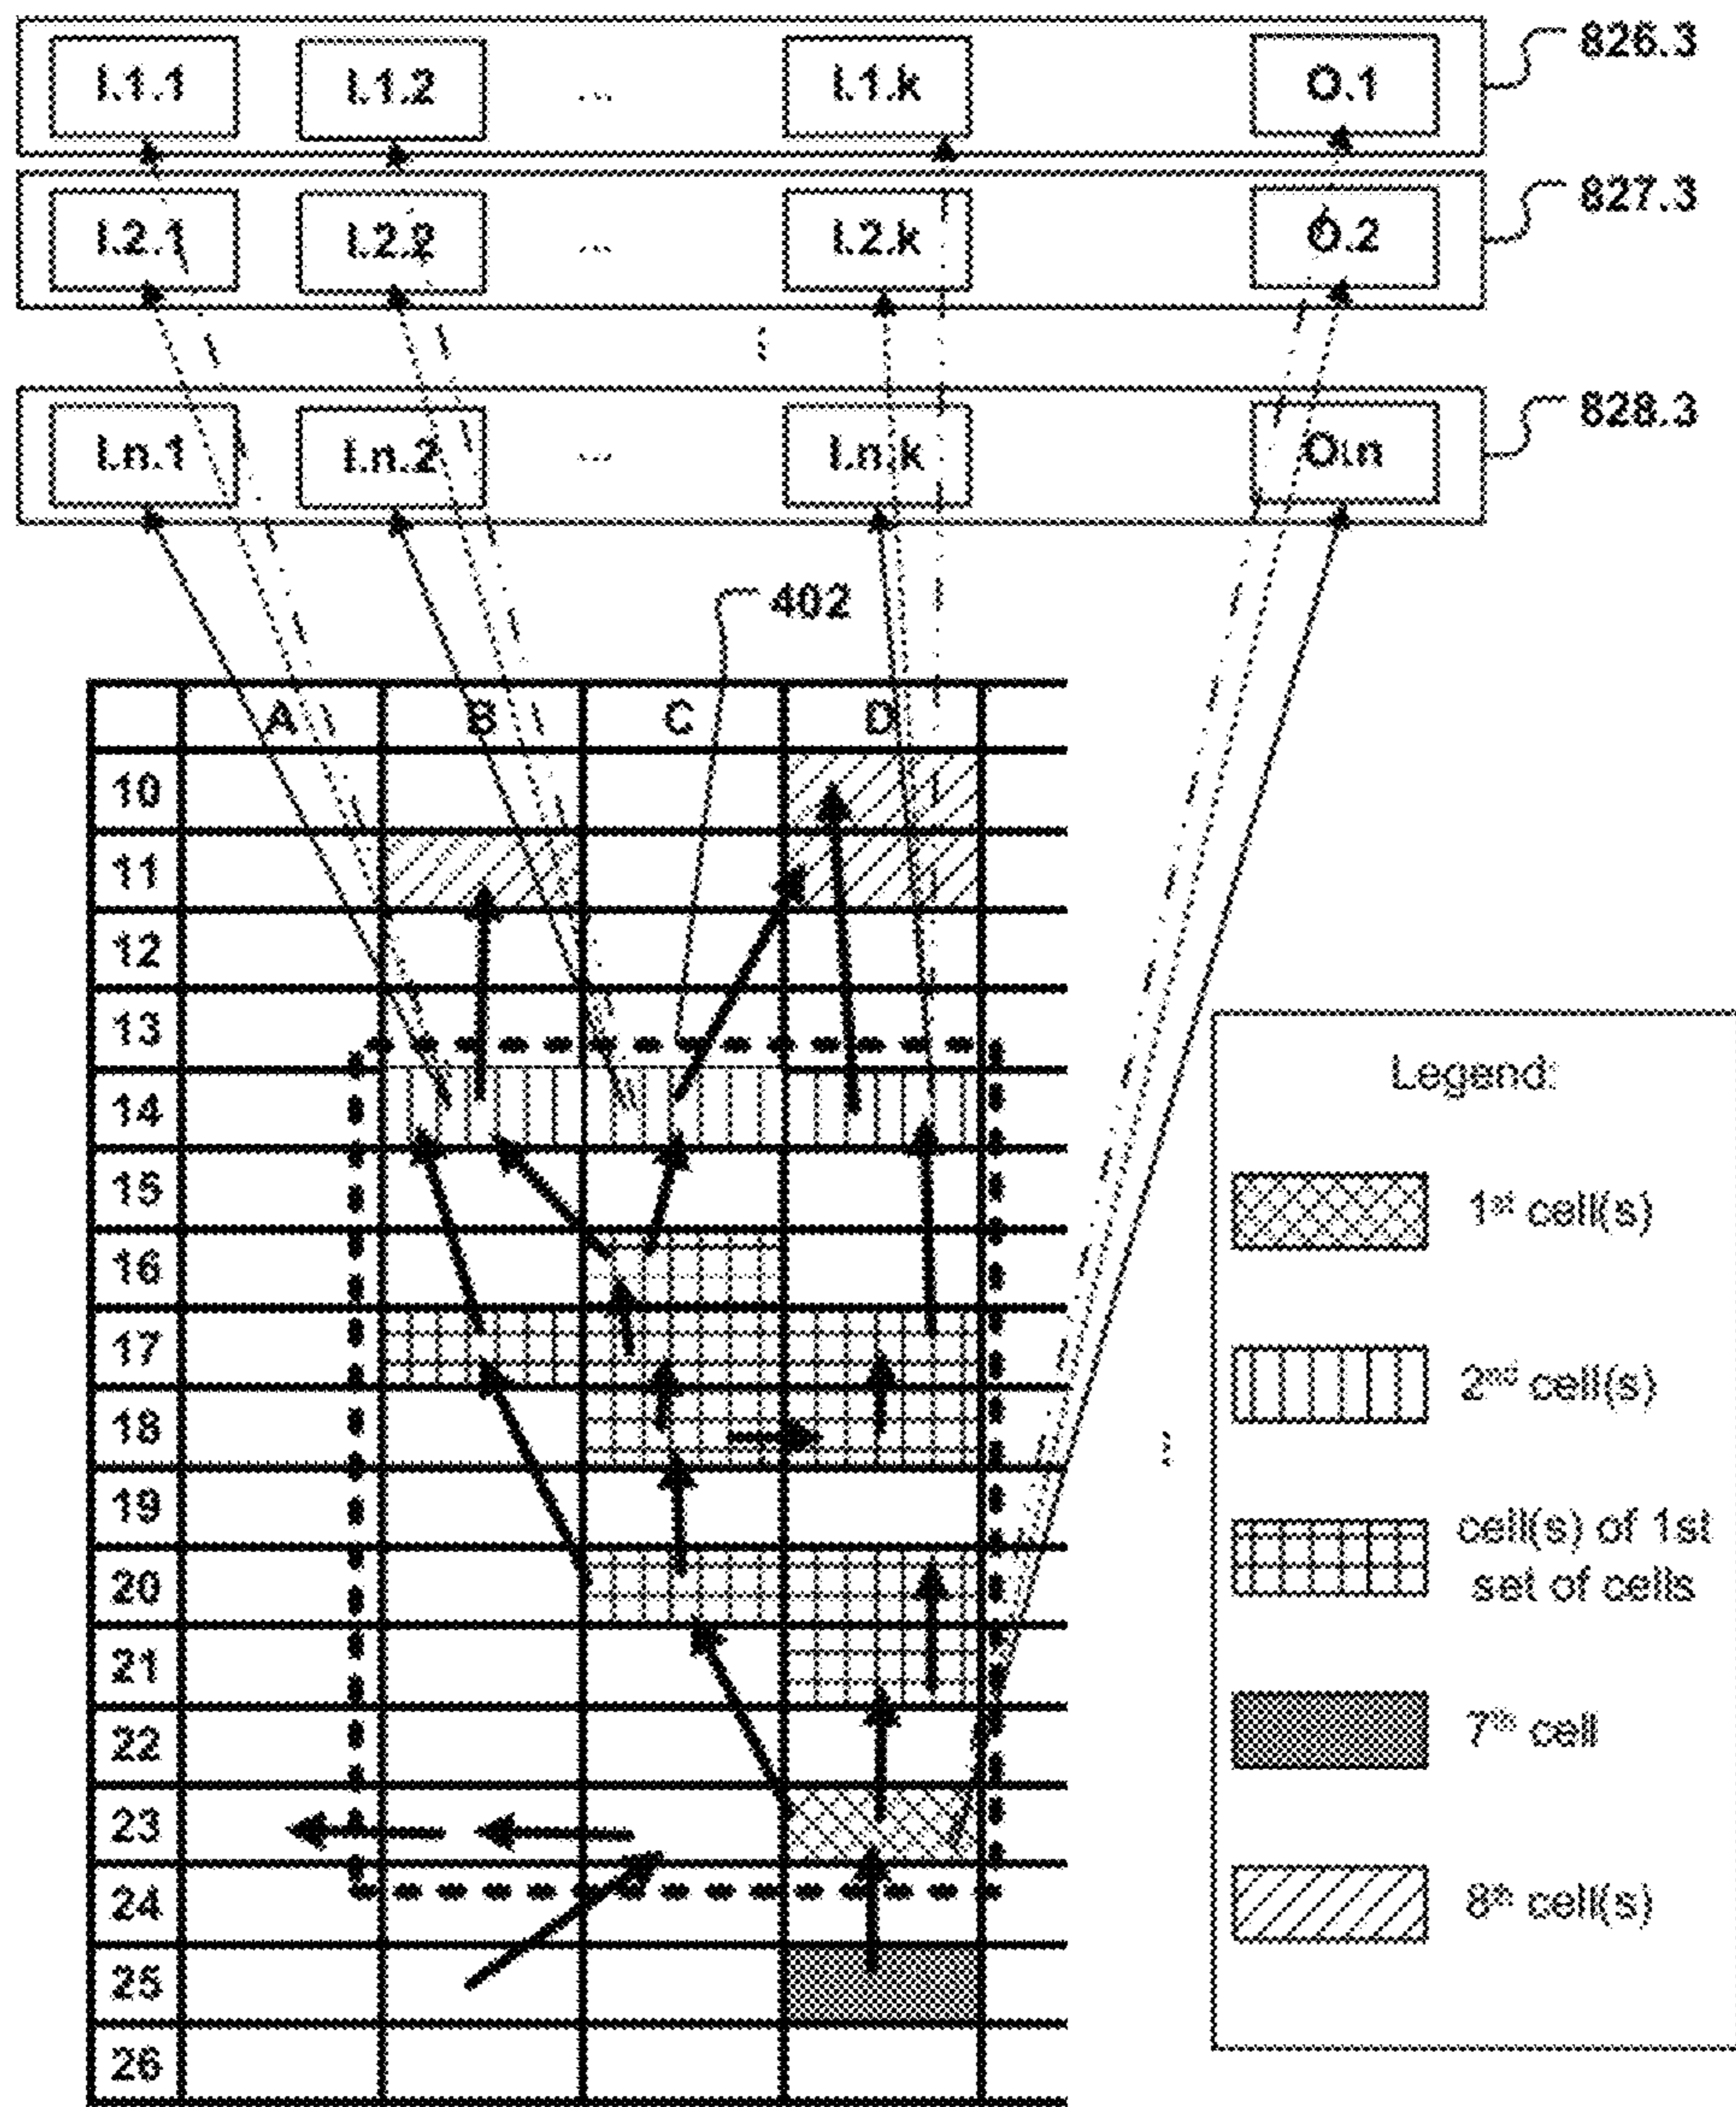 I.1.1 I.1.2 ... I.1.k O.1 826.3
I.2.1 I.2.2 ... I.2.k O.2 827.3
I.n.1 I.n.2 ... I.n.k O.n 828.3
402
A B C D
10
11
12
13
14
15
16
17
18
19
20
21
22
23
24
25
26
Legend:
1st cell(s)
2nd cell(s)
cell(s) of 1st
set of cells
7th cell
8th cell(s)